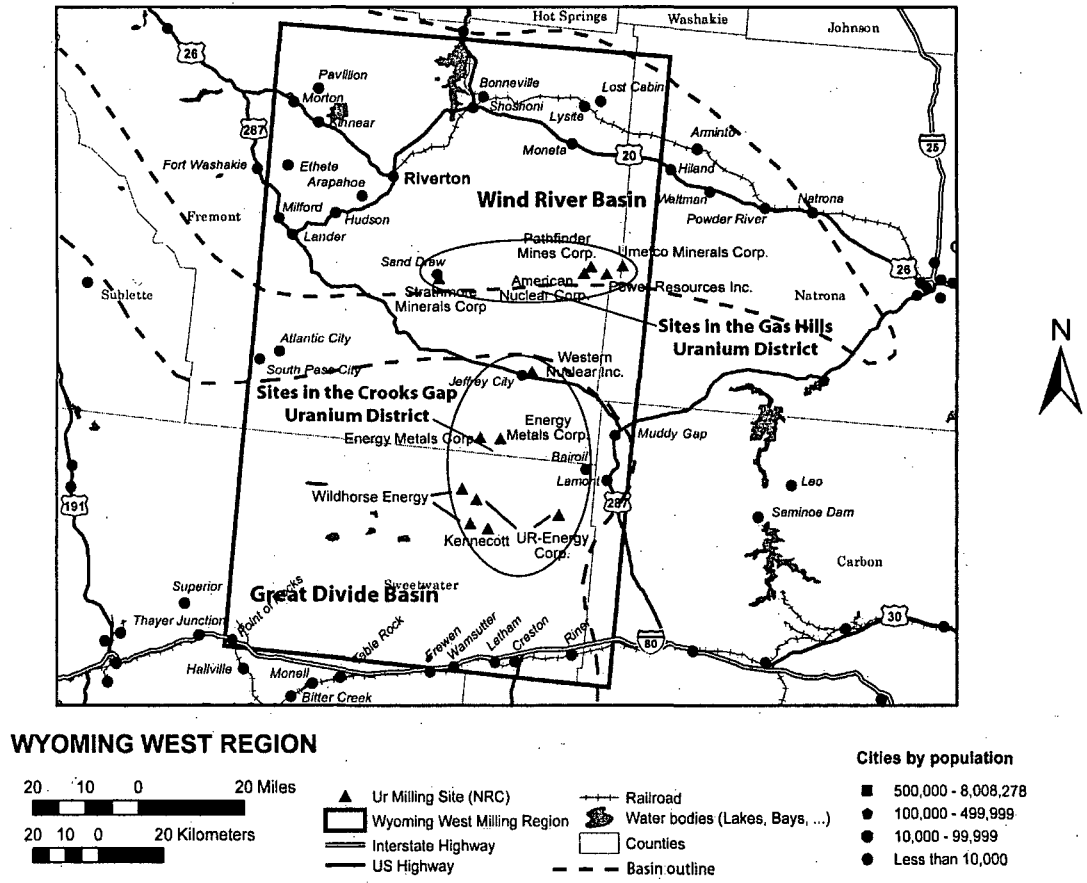 Hot Springs
Washakie
Johnson
26
Pavillion
Bonneville
Lost Cabin
Morton
Shoshoni
Lysite
Kinnear
287
Arminto
25
Moneta
20
Fort Washakie
Ethete
Riverton
Hiland
Arapahoe
Wind River Basin
Waltman
Natrona
Milford
Hudson
Powder River
Fremont
Lander
Pathfinder
Mines Corp.
Umetco Minerals Corp.
Sand Draw
26
American
Nuclear Corp.
Power Resources Inc.
Sublette
Strathmore
Minerals Corp
Natrona
Sites in the Gas Hills
Uranium District
Atlantic City
South Pass City
Western
Nuclear Inc.
Jeffrey City
Sites in the Crooks Gap
Uranium District
Energy Metals Corp
Energy
Metals Corp.
Muddy Gap
Bairoil
Lamont
Leo
Wildhorse Energy
287
191
Seminoe Dam
Kennecott
UR-Energy
Corp.
Carbon
Superior
Great Divide Basin
Sweetwater
Thayer Junction
Point of Rocks
30
Table Rock
Frewen
Wamsutter
Latham
Creston
Riner
80
Hallville
Monell
Bitter Creek
N
WYOMING WEST REGION
20 10 0 20 Miles
20 10 0 20 Kilometers
Ur Milling Site (NRC)
Wyoming West Milling Region
Interstate Highway
US Highway
Railroad
Water bodies (Lakes, Bays, ...)
Counties
Basin outline
Cities by population
500,000 - 8,008,278
100,000 - 499,999
10,000 - 99,999
Less than 10,000